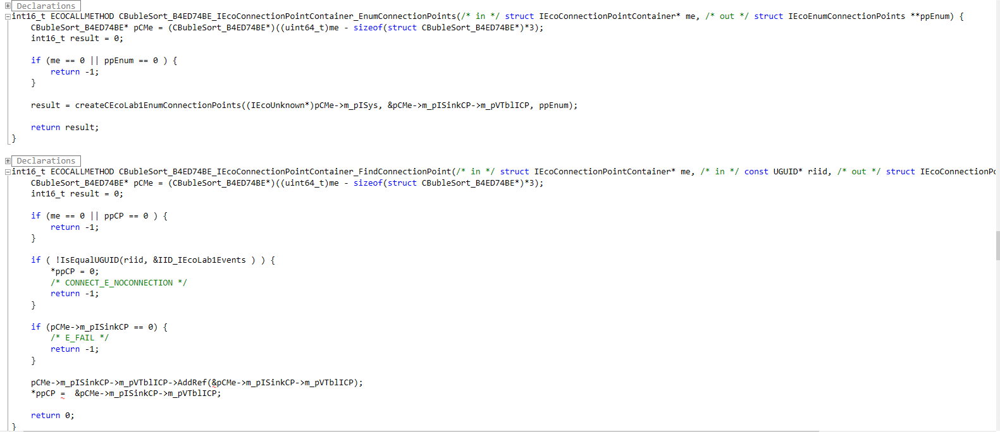 Declarations
int16_t ECOCALLMETHOD CBubleSort_B4ED74BE_IEcoConnectionPointContainer_EnumConnectionPoints(/* in */ struct IEcoConnectionPointContainer* me, /* out */ struct IEcoEnumConnectionPoints **ppEnum) {
    CBubleSort_B4ED74BE* pCMe = (CBubleSort_B4ED74BE*)((uint64_t)me - sizeof(struct CBubleSort_B4ED74BE*)*3);
    int16_t result = 0;

    if (me == 0 || ppEnum == 0 ) {
        return -1;
    }

    result = createCEcoLab1EnumConnectionPoints((IEcoUnknown*)pCMe->m_pISys, &pCMe->m_pISinkCP->m_pVTblICP, ppEnum);

    return result;
}

Declarations
int16_t ECOCALLMETHOD CBubleSort_B4ED74BE_IEcoConnectionPointContainer_FindConnectionPoint(/* in */ struct IEcoConnectionPointContainer* me, /* in */ const UGUID* riid, /* out */ struct IEcoConnectionPo
    CBubleSort_B4ED74BE* pCMe = (CBubleSort_B4ED74BE*)((uint64_t)me - sizeof(struct CBubleSort_B4ED74BE*)*3);
    int16_t result = 0;

    if (me == 0 || ppCP == 0 ) {
        return -1;
    }

    if ( !IsEqualUGUID(riid, &IID_IEcoLab1Events ) ) {
        *ppCP = 0;
        /* CONNECT_E_NOCONNECTION */
        return -1;
    }

    if (pCMe->m_pISinkCP == 0) {
        /* E_FAIL */
        return -1;
    }

    pCMe->m_pISinkCP->m_pVTblICP->AddRef(&pCMe->m_pISinkCP->m_pVTblICP);
    *ppCP =  &pCMe->m_pISinkCP->m_pVTblICP;

    return 0;
}